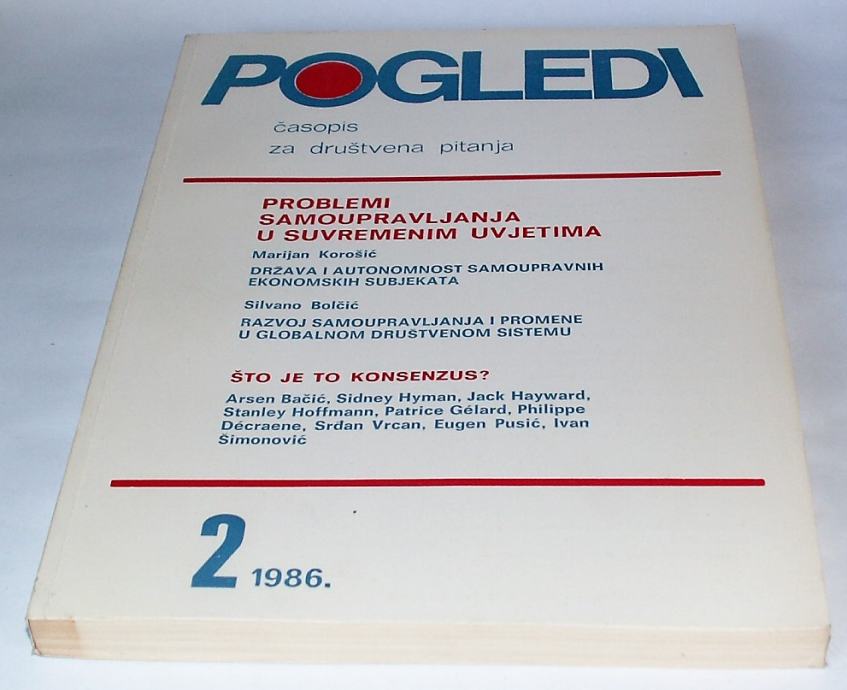 POGLEDI
časopis
za društvena pitanja
PROBLEMI
SAMOUPRAVLJANJA
U SUVREMENIM UVJETIMA
Marijan Korošić
DRŽAVA I AUTONOMNOST SAMOUPRAVNIH
EKONOMSKIH SUBJEKATA
Silvano Bolčić
RAZVOJ SAMOUPRAVLJANJA I PROMENE
U GLOBALNOM DRUŠTVENOM SISTEMU
ŠTO JE TO KONSENZUS?
Arsen Bačić, Sidney Hyman, Jack Hayward,
Stanley Hoffmann, Patrice Gélard, Philippe
Décraene, Srđan Vrcan, Eugen Pusić, Ivan
Šimonović
2 1986.